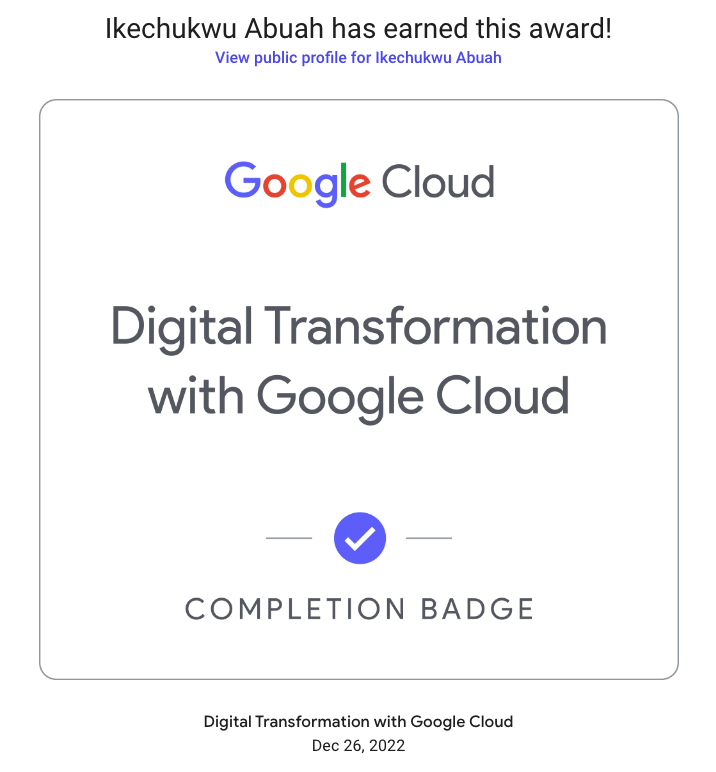 Ikechukwu Abuah has earned this award!
View public profile for Ikechukwu Abuah
Google Cloud
Digital Transformation
with Google Cloud
COMPLETION BADGE
Digital Transformation with Google Cloud
Dec 26, 2022